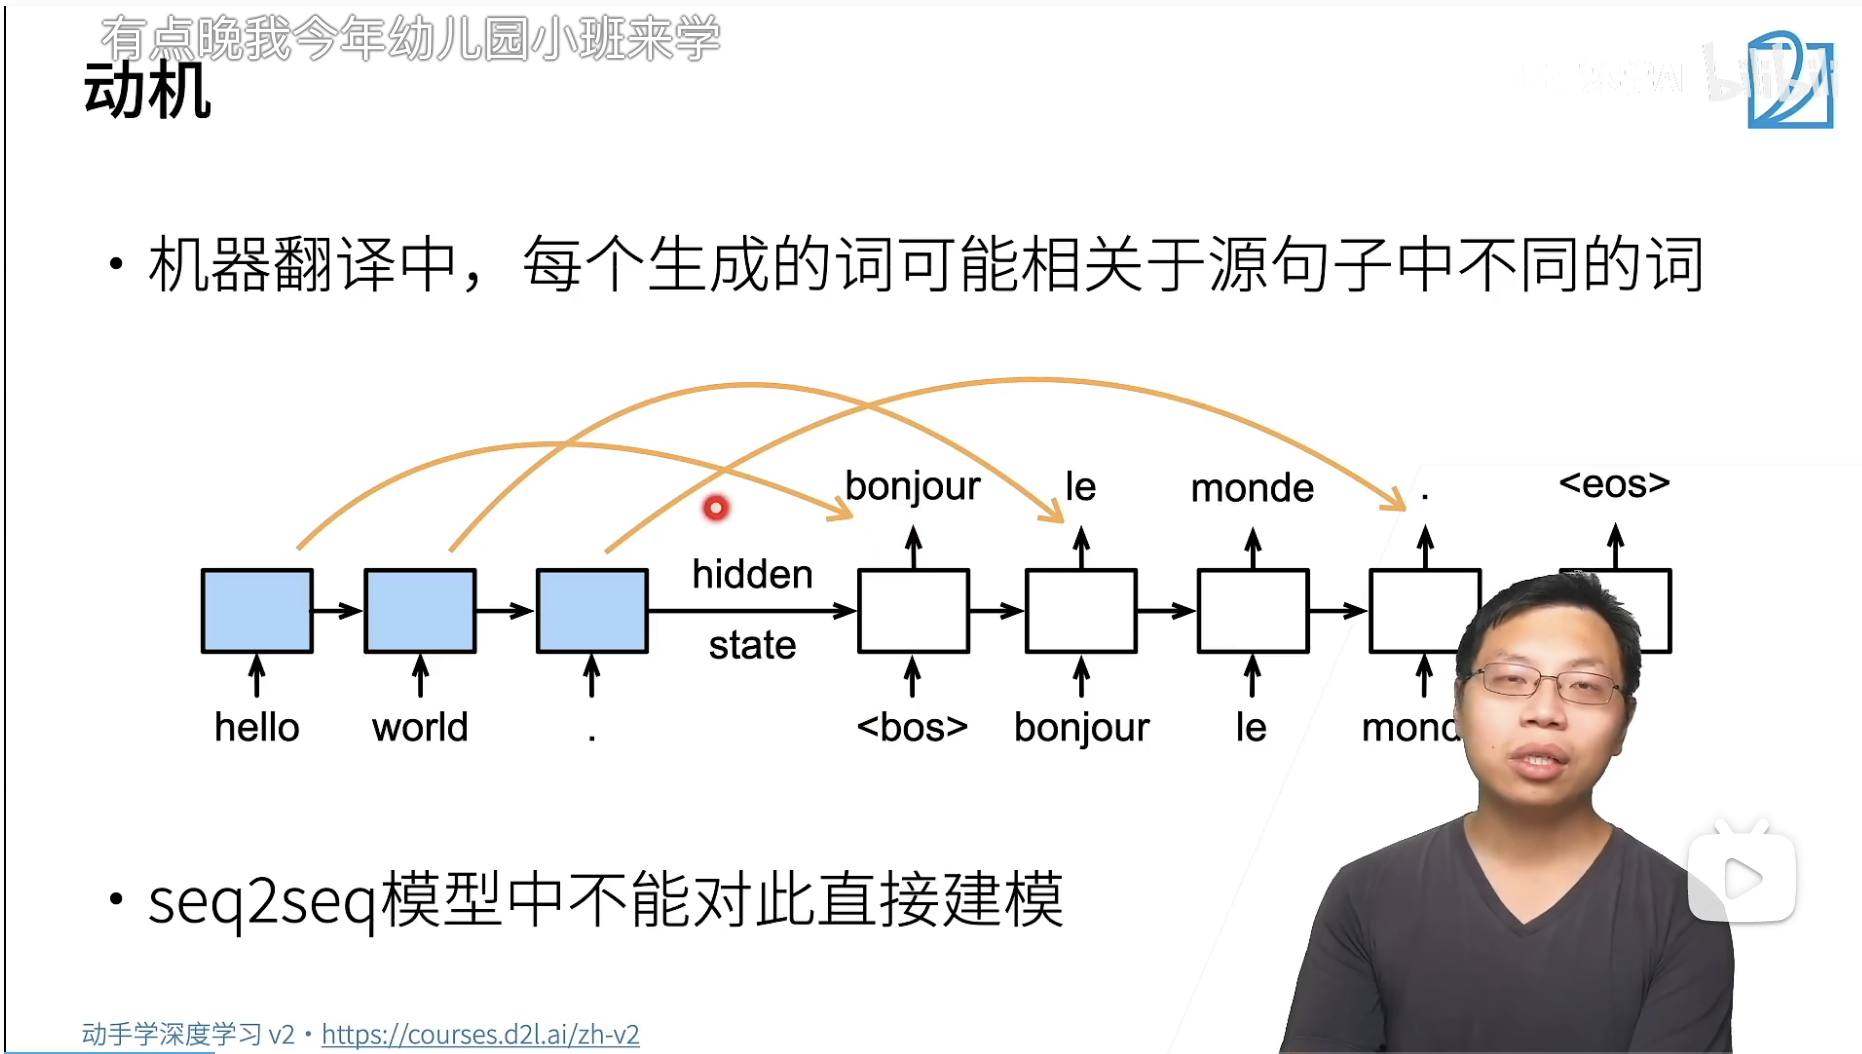 有点晚我今年幼儿园小班来学
动机
bilibili
• 机器翻译中，每个生成的词可能相关于源句子中不同的词
bonjour le monde . <eos>
hidden
state
hello world . <bos> bonjour le mond
• seq2seq模型中不能对此直接建模
动手学深度学习 v2 • https://courses.d2l.ai/zh-v2